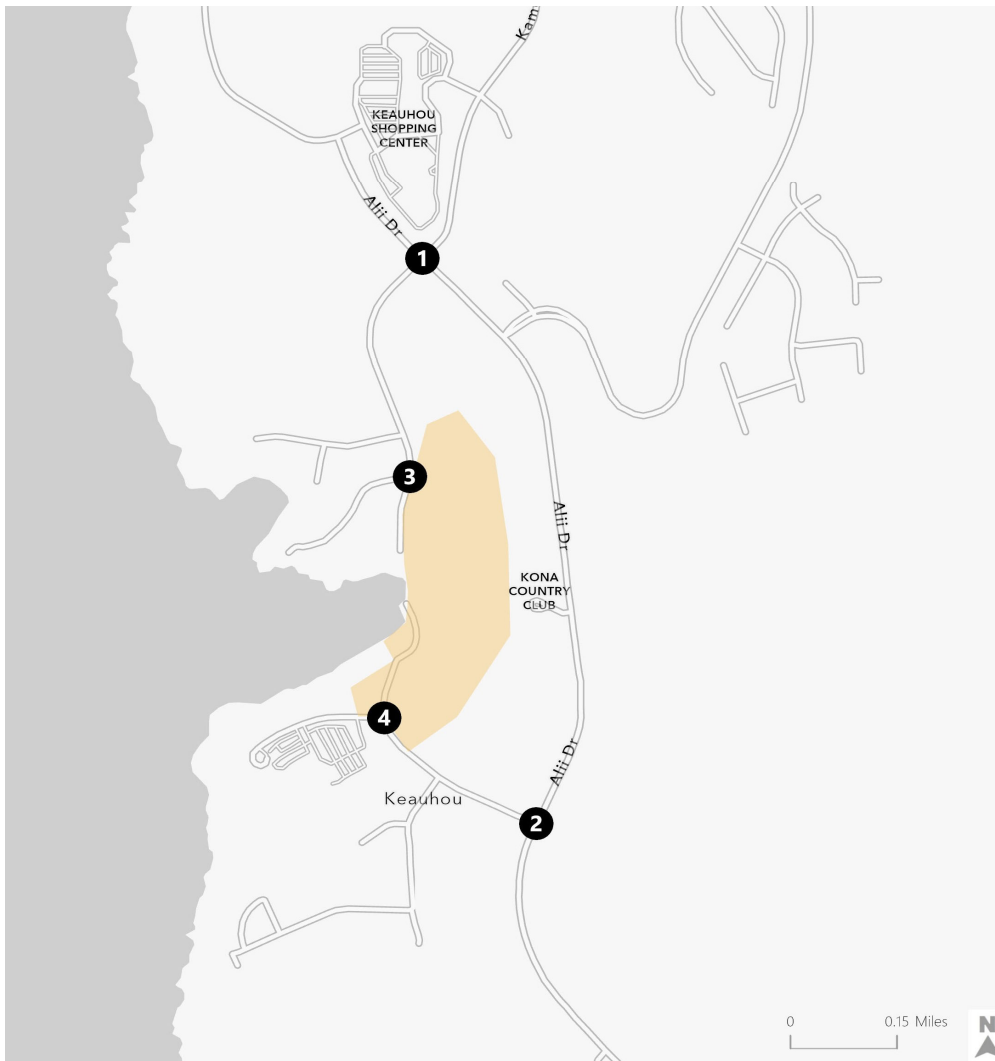 Kam
KEAUHOU
SHOPPING
CENTER
Alii Dr
1
3
Alii Dr
KONA
COUNTRY
CLUB
4
Alii Dr
Keauhou
2
0 0.15 Miles
N